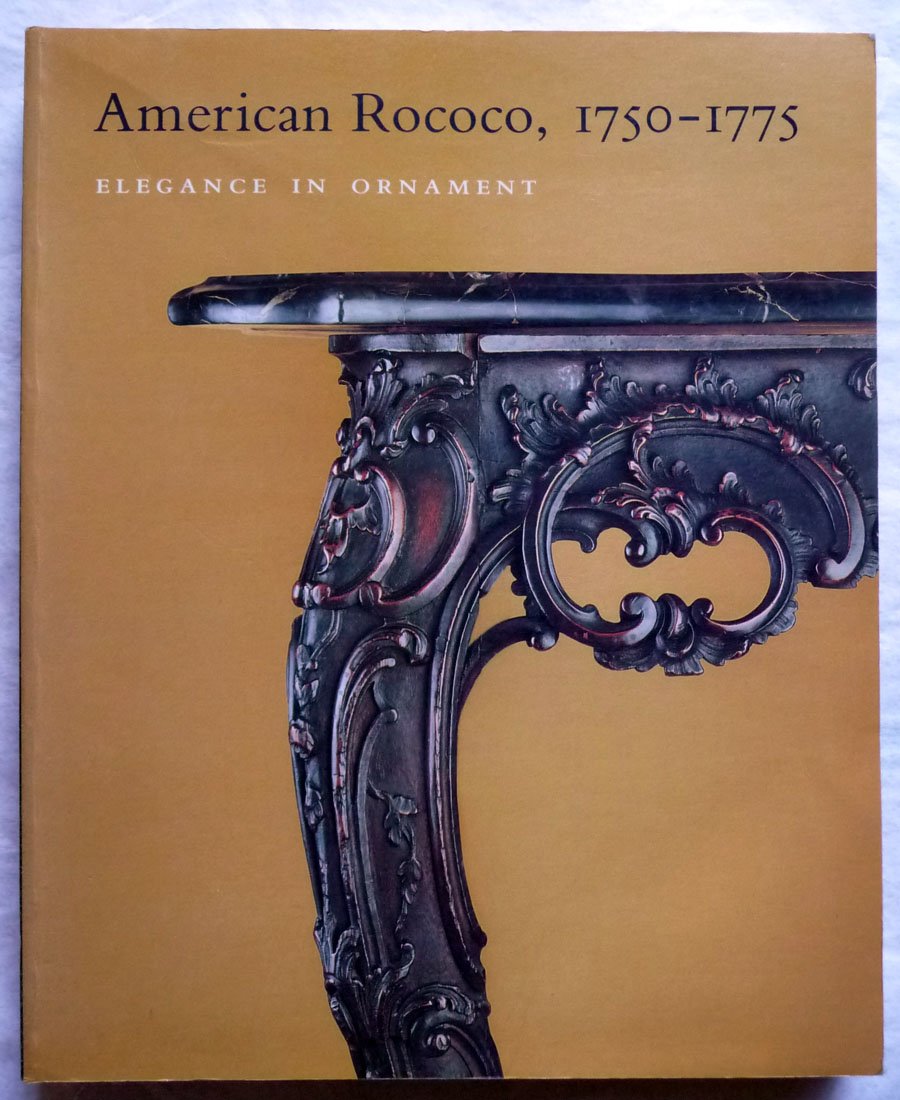 American Rococo, 1750-1775
ELEGANCE IN ORNAMENT